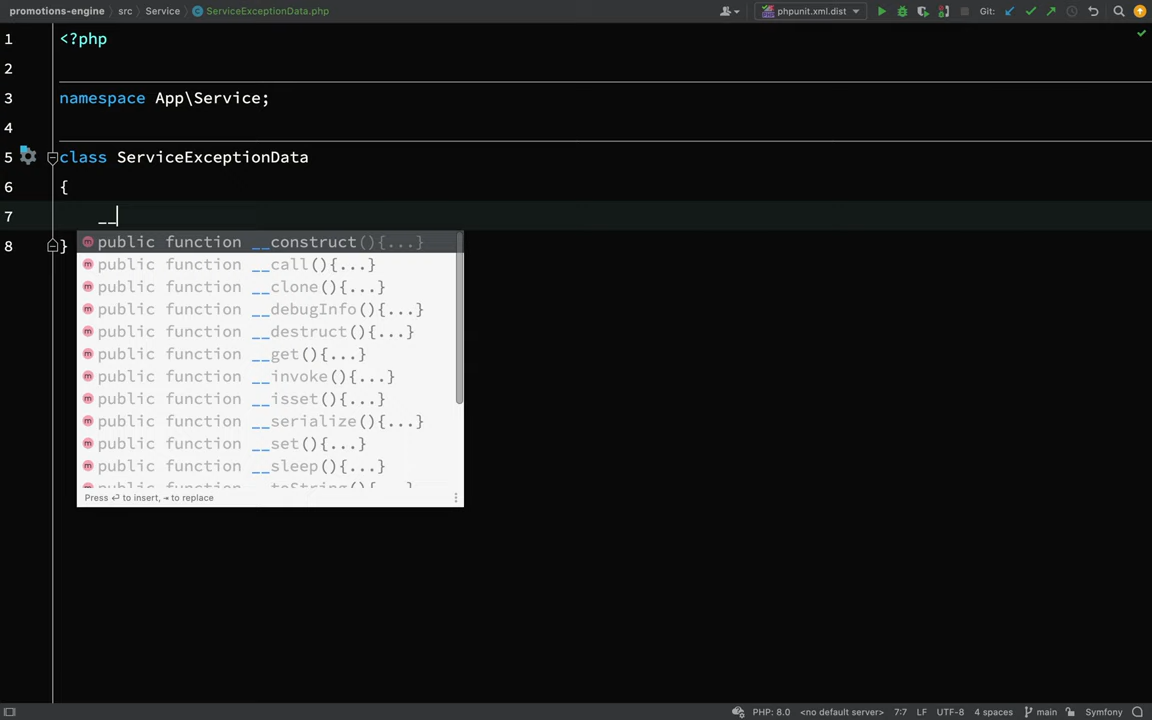 promotions-engine src Service ServiceExceptionData.php phpunit.xml.dist Git:
1 <?php
2
3 namespace App\Service;
4
5 class ServiceExceptionData
6 {
7 __
public function __construct(){...}
8 }
public function __call(){...}
public function __clone(){...}
public function __debugInfo(){...}
public function __destruct(){...}
public function __get(){...}
public function __invoke(){...}
public function __isset(){...}
public function __serialize(){...}
public function __set(){...}
public function __sleep(){...}
public function __toString(){...}
Press ⏎ to insert, ⇥ to replace
PHP: 8.0 <no default server> 7:7 LF UTF-8 4 spaces main Symfony